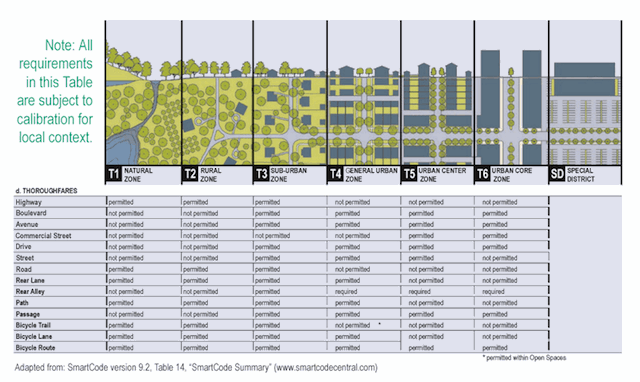 Note: All
requirements
in this Table
are subject to
calibration for
local context.
T1 NATURAL ZONE T2 RURAL ZONE T3 SUB-URBAN ZONE T4 GENERAL URBAN ZONE T5 URBAN CENTER ZONE T6 URBAN CORE ZONE SD SPECIAL DISTRICT
d. THOROUGHFARES
Highway permitted permitted permitted not permitted not permitted not permitted
Boulevard not permitted not permitted permitted permitted permitted permitted
Avenue not permitted not permitted permitted permitted permitted permitted
Commercial Street not permitted not permitted not permitted permitted permitted permitted
Drive permitted permitted permitted permitted permitted permitted
Street not permitted not permitted permitted permitted permitted permitted
Road permitted permitted permitted not permitted not permitted not permitted
Rear Lane permitted permitted permitted permitted not permitted not permitted
Rear Alley not permitted not permitted permitted required required required
Path permitted permitted permitted permitted not permitted not permitted
Passage not permitted not permitted permitted permitted permitted permitted
Bicycle Trail permitted permitted permitted not permitted * not permitted not permitted
Bicycle Lane permitted permitted permitted permitted not permitted not permitted
Bicycle Route permitted permitted permitted permitted permitted permitted
* permitted within Open Spaces
Adapted from: SmartCode version 9.2, Table 14, “SmartCode Summary” (www.smartcodecentral.com)